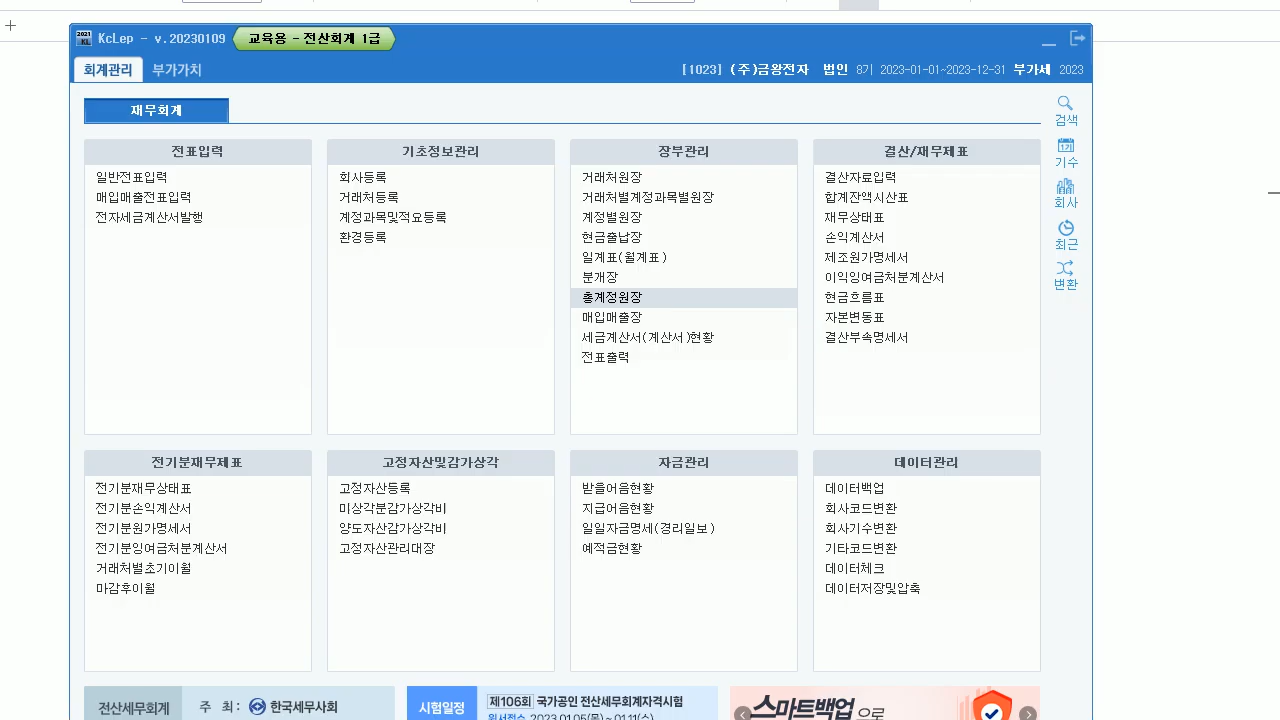 2021 KL KcLep - v.20230109 교육용 - 전산회계 1급
회계관리 부가가치 [1023] (주)금왕전자 법인 8기 2023-01-01~2023-12-31 부가세 2023
재무회계
검색
기수
회사
최근
변환
전표입력
일반전표입력
매입매출전표입력
전자세금계산서발행
기초정보관리
회사등록
거래처등록
계정과목및적요등록
환경등록
장부관리
거래처원장
거래처별계정과목별원장
계정별원장
현금출납장
일계표(월계표)
분개장
총계정원장
매입매출장
세금계산서(계산서)현황
전표출력
결산/재무제표
결산자료입력
합계잔액시산표
재무상태표
손익계산서
제조원가명세서
이익잉여금처분계산서
현금흐름표
자본변동표
결산부속명세서
전기분재무제표
전기분재무상태표
전기분손익계산서
전기분원가명세서
전기분잉여금처분계산서
거래처별초기이월
마감후이월
고정자산및감가상각
고정자산등록
미상각분감가상각비
양도자산감가상각비
고정자산관리대장
자금관리
받을어음현황
지급어음현황
일일자금명세(경리일보)
예적금현황
데이터관리
데이터백업
회사코드변환
회사기수변환
기타코드변환
데이터체크
데이터저장및압축
전산세무회계 주 최: 한국세무사회
시험일정 제106회 국가공인 전산세무회계자격시험
원서접수 2023.01.05(목) ~ 01.11(수)
스마트백업으로